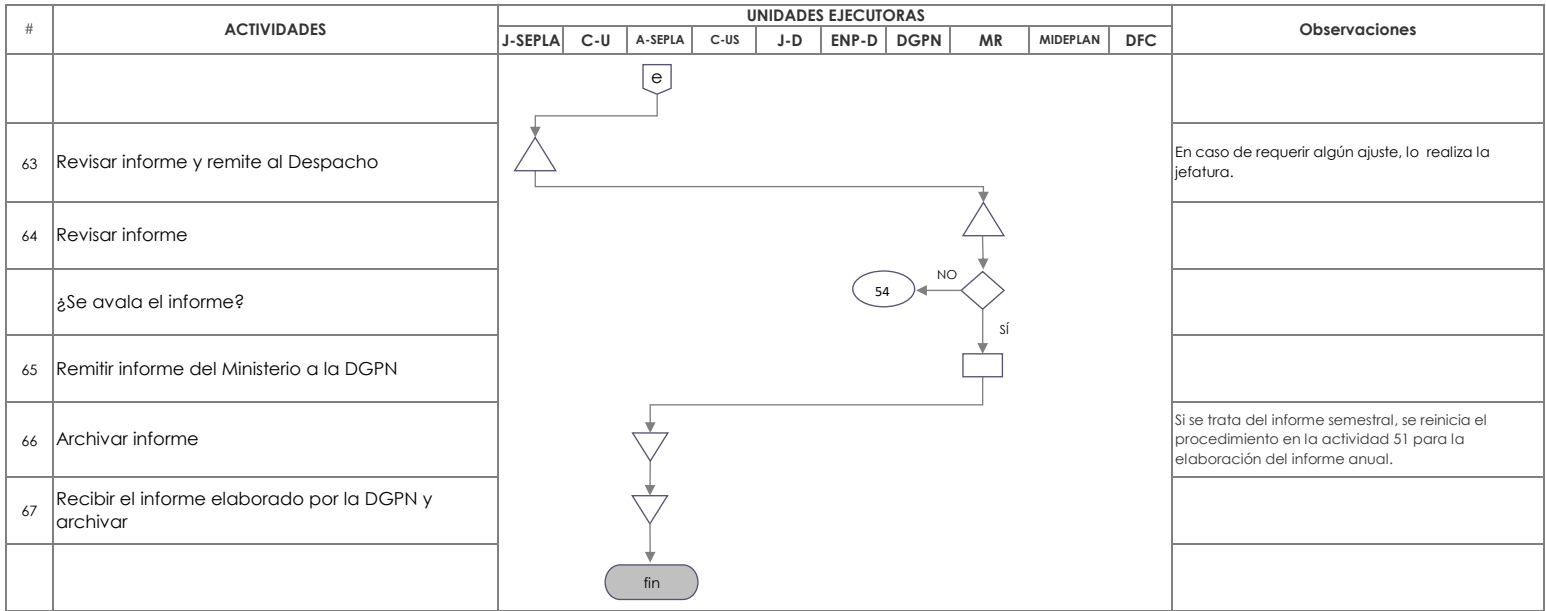 # ACTIVIDADES UNIDADES EJECUTORAS Observaciones
J-SEPLA C-U A-SEPLA C-US J-D ENP-D DGPN MR MIDEPLAN DFC
e
63 Revisar informe y remite al Despacho
En caso de requerir algún ajuste, lo realiza la
jefatura.
64 Revisar informe
¿Se avala el informe?
54
NO
SÍ
65 Remitir informe del Ministerio a la DGPN
66 Archivar informe
Si se trata del informe semestral, se reinicia el
procedimiento en la actividad 51 para la
elaboración del informe anual.
67 Recibir el informe elaborado por la DGPN y
archivar
fin